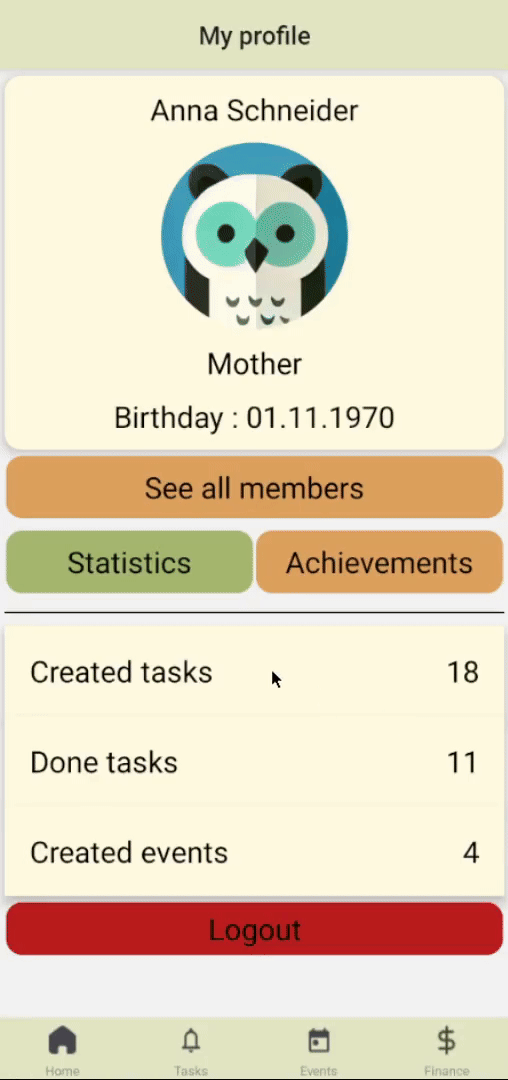 My profile
Anna Schneider
Mother
Birthday : 01.11.1970
See all members
Statistics Achievements
Created tasks 18
Done tasks 11
Created events 4
Logout
Home Tasks Events Finance